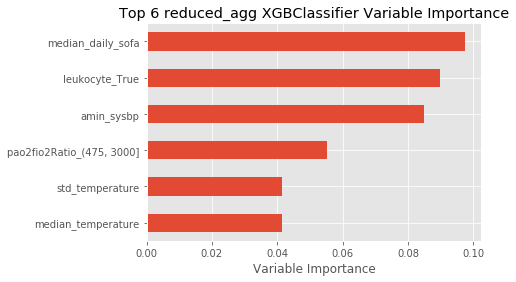 Top 6 reduced_agg XGBClassifier Variable Importance
median_daily_sofa
leukocyte_True
amin_sysbp
pao2fio2Ratio_(475, 3000]
std_temperature
median_temperature
0.00 0.02 0.04 0.06 0.08 0.10
Variable Importance